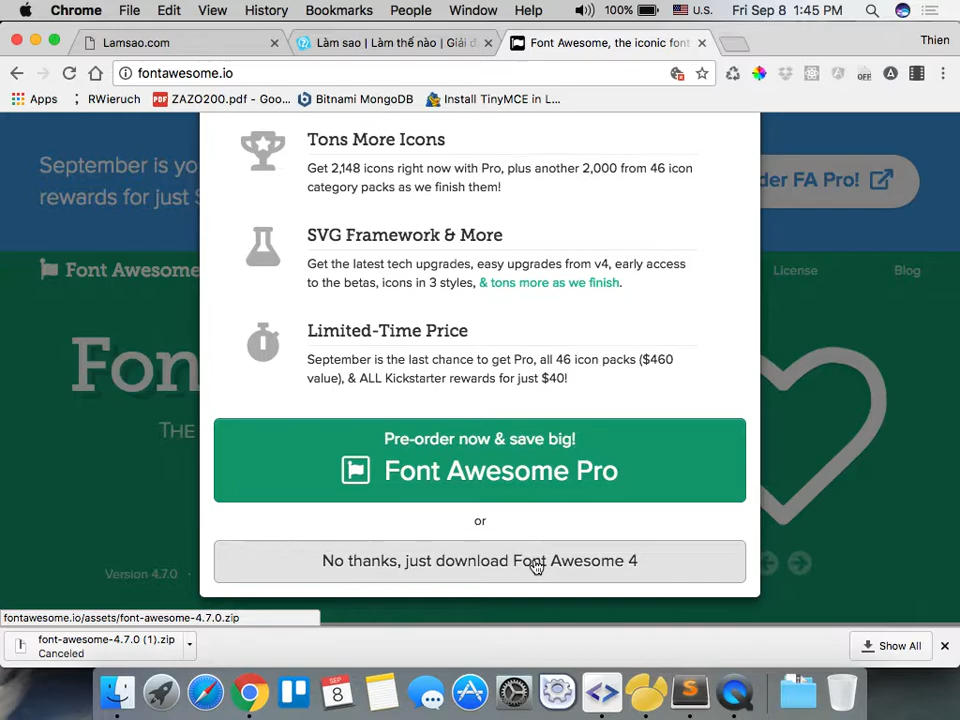 Chrome File Edit View History Bookmarks People Window Help 100% U.S. Fri Sep 8 1:45 PM
Lamsao.com
Làm sao | Làm thế nào | Giải đ
Font Awesome, the iconic font
Thien
fontawesome.io
OFF
Apps RWieruch ZAZO200.pdf - Goo... Bitnami MongoDB Install TinyMCE in L...
September is you
rewards for just
der FA Pro!
Font Awesome
License
Blog
Fon
THE
Version 4.7.0
Tons More Icons
Get 2,148 icons right now with Pro, plus another 2,000 from 46 icon
category packs as we finish them!
SVG Framework & More
Get the latest tech upgrades, easy upgrades from v4, early access
to the betas, icons in 3 styles, & tons more as we finish.
Limited-Time Price
September is the last chance to get Pro, all 46 icon packs ($460
value), & ALL Kickstarter rewards for just $40!
Pre-order now & save big!
Font Awesome Pro
or
No thanks, just download Font Awesome 4
fontawesome.io/assets/font-awesome-4.7.0.zip
font-awesome-4.7.0 (1).zip
Canceled
Show All
SEP
8